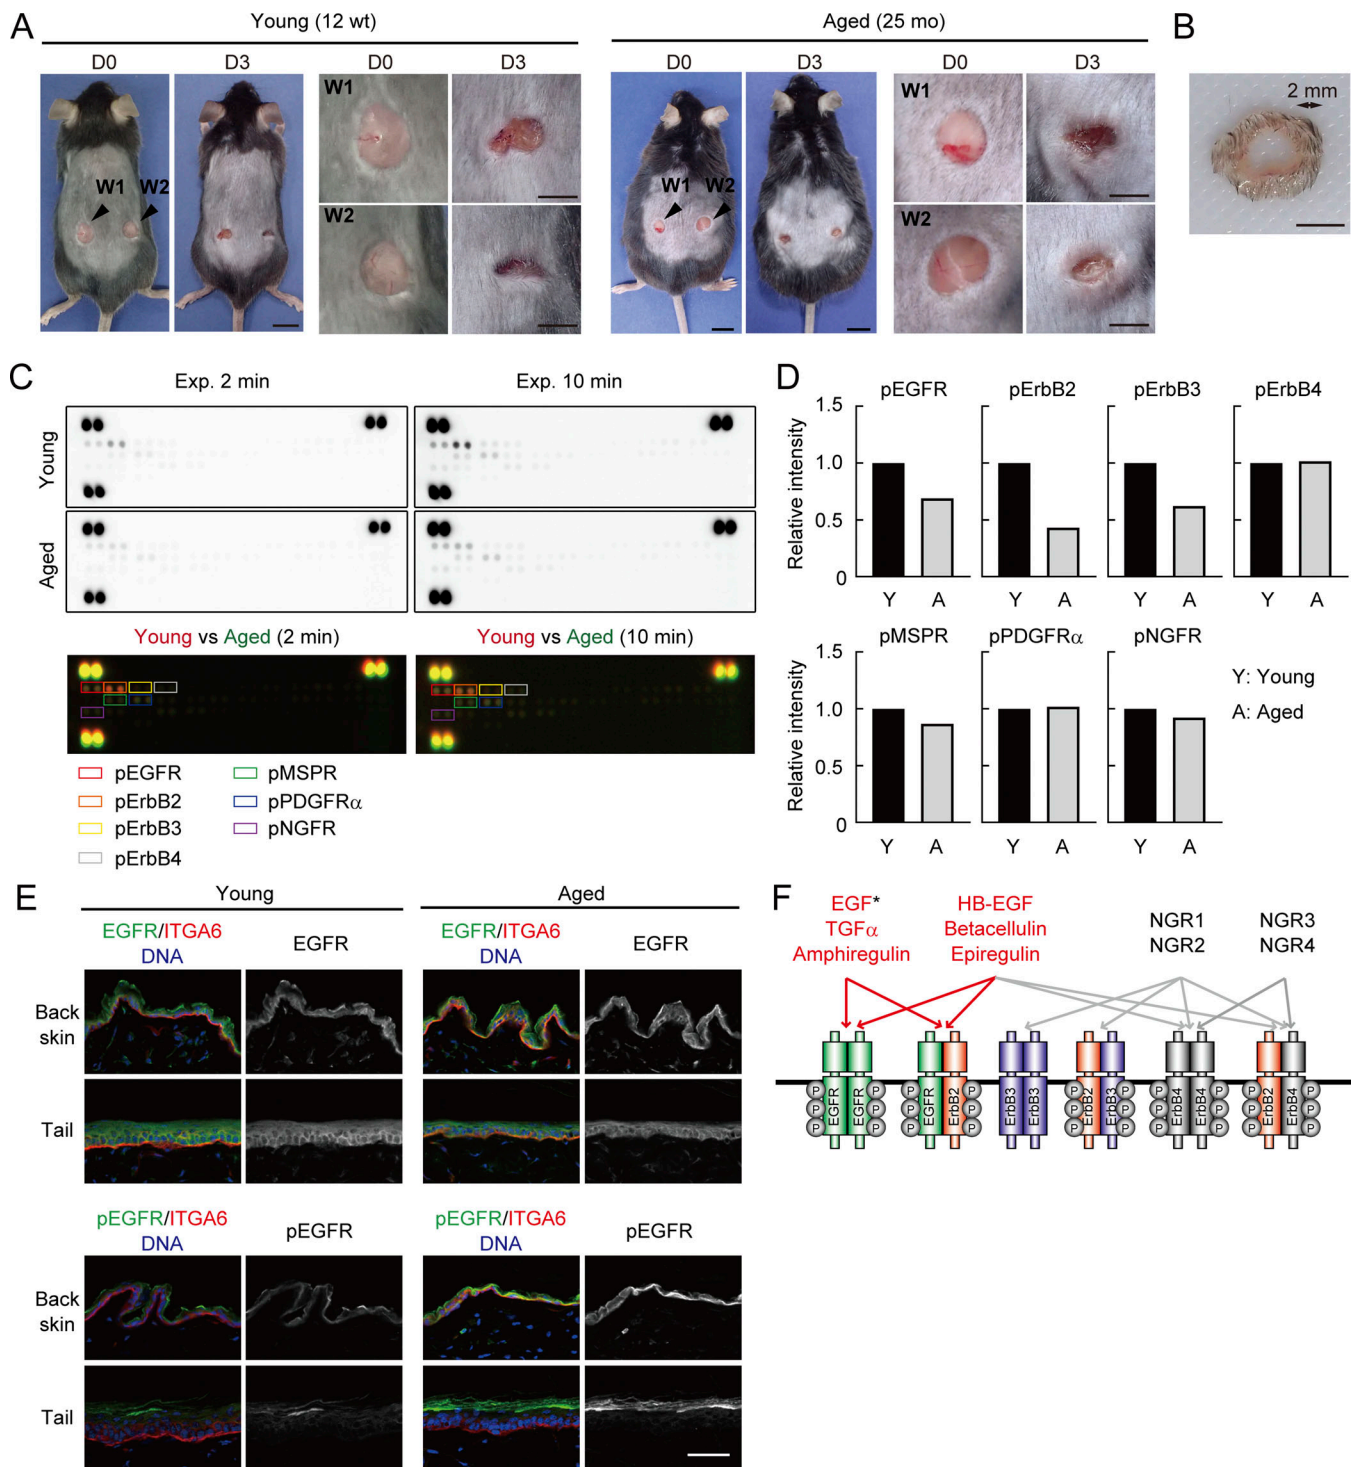 A
Young (12 wt)
Aged (25 mo)
B
D0 D3 D0 D3
D0 D3 D0 D3
W1 W2
W1
W2
W1 W2
W1
W2
2 mm
C
Exp. 2 min
Exp. 10 min
Young
Aged
Young vs Aged (2 min)
Young vs Aged (10 min)
pEGFR
pErbB2
pErbB3
pErbB4
pMSPR
pPDGFRα
pNGFR
D
pEGFR pErbB2 pErbB3 pErbB4
Relative intensity
1.5
1.0
0.5
0
Y A Y A Y A Y A
pMSPR pPDGFRα pNGFR
Relative intensity
1.5
1.0
0.5
0
Y A Y A Y A
Y: Young
A: Aged
E
Young
Aged
EGFR/ITGA6
DNA
EGFR
EGFR/ITGA6
DNA
EGFR
Back
skin
Tail
pEGFR/ITGA6
DNA
pEGFR
pEGFR/ITGA6
DNA
pEGFR
Back
skin
Tail
F
EGF*
TGFα
Amphiregulin
HB-EGF
Betacellulin
Epiregulin
NGR1
NGR2
NGR3
NGR4
EGFR EGFR
EGFR ErbB2
ErbB3 ErbB3
ErbB2 ErbB3
ErbB4 ErbB4
ErbB2 ErbB4
P P P P P P P P P P
P P P P P P P P P P
P P P P P P P P P P